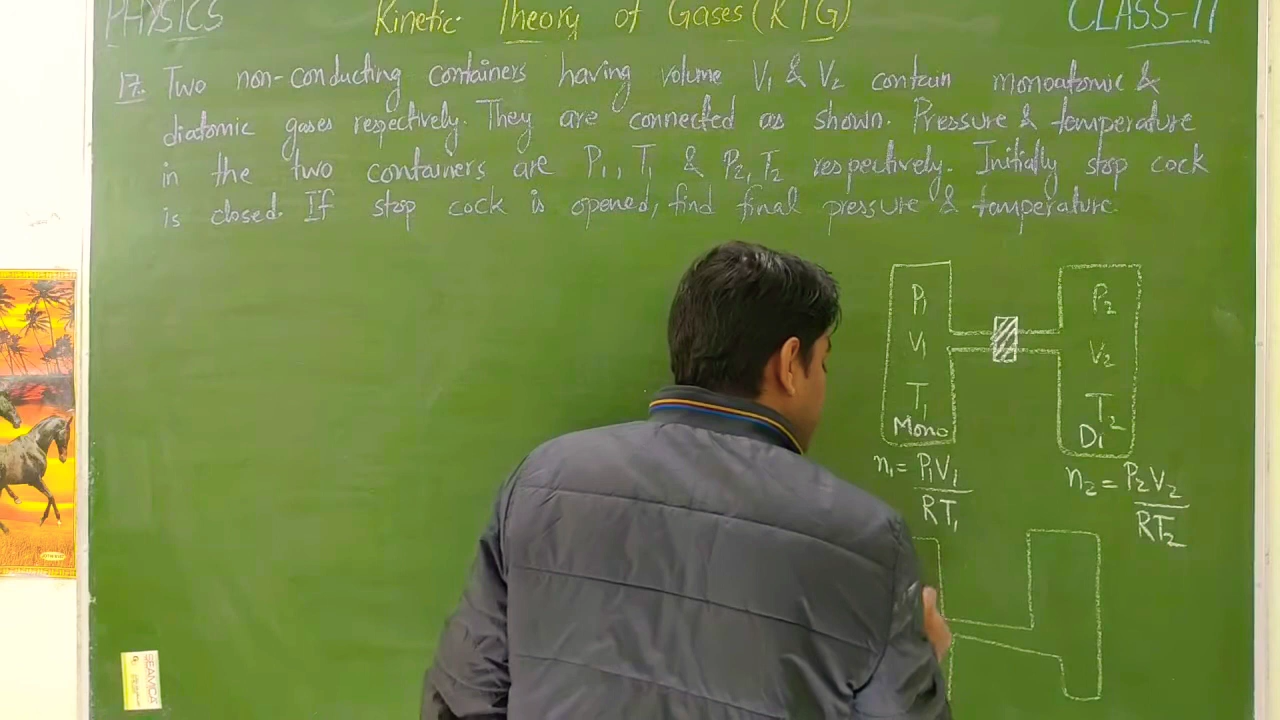 PHYSICS Kinetic Theory of Gases (KTG) CLASS-11
17. Two non-conducting containers having volume V₁ & V₂ contain monoatomic &
diatomic gases respectively. They are connected as shown. Pressure & temperature
in the two containers are P₁, T₁ & P₂, T₂ respectively. Initially stop cock
is closed. If stop cock is opened, find final pressure & temperature.
P₁
V₁
T₁
Mono
n₁ = P₁V₁
RT₁
P₂
V₂
T₂
Di
n₂ = P₂V₂
RT₂